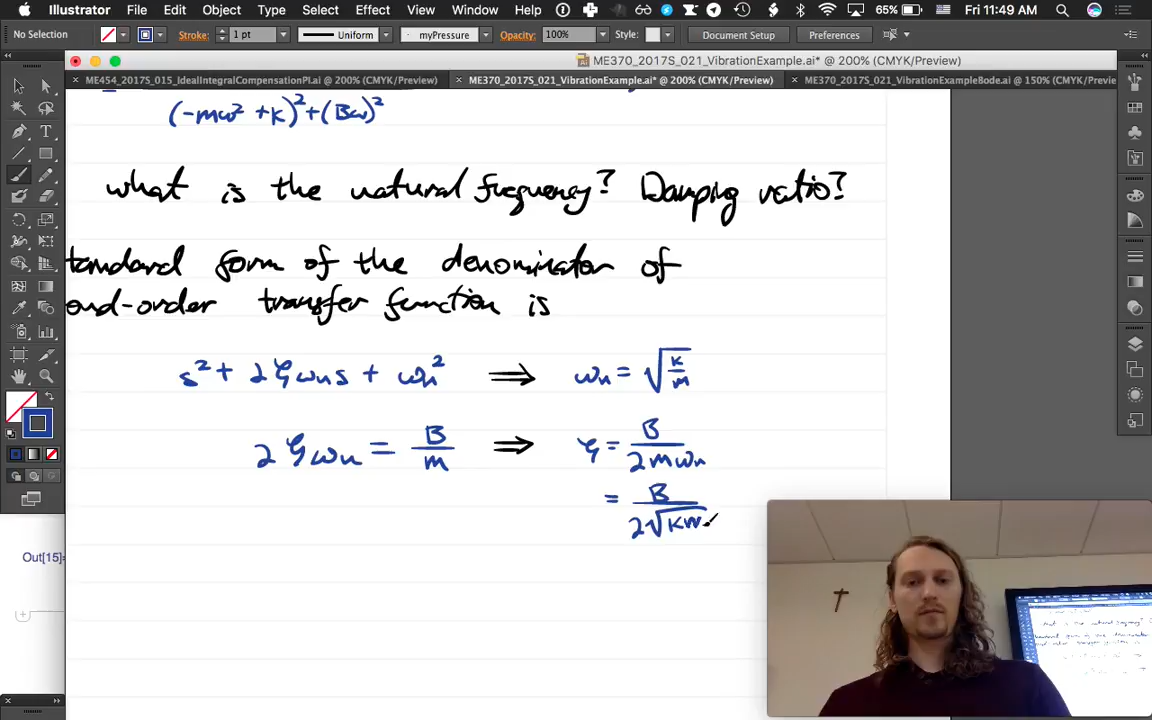 Illustrator File Edit Object Type Select Effect View Window Help 65% Fri 11:49 AM
No Selection Stroke: 1 pt Uniform myPressure Opacity: 100% Style: Document Setup Preferences
ME370_2017S_021_VibrationExample.ai* @ 200% (CMYK/Preview)
ME454_2017S_015_IdealIntegralCompensationPI.ai @ 200% (CMYK/Preview) ME370_2017S_021_VibrationExample.ai* @ 200% (CMYK/Preview) ME370_2017S_021_VibrationExampleBode.ai @ 150% (CMYK/Preview)
(-mω² + K)² + (Bω)²
what is the natural frequency? Damping ratio?
tandard form of the denominator of
ond-order transfer function is
s² + 2ζωns + ωn² ⟹ ωn = √(K/m)
2ζωn = B/m ⟹ ζ = B/(2mωn)
= B/(2√(Km
Out[15]=